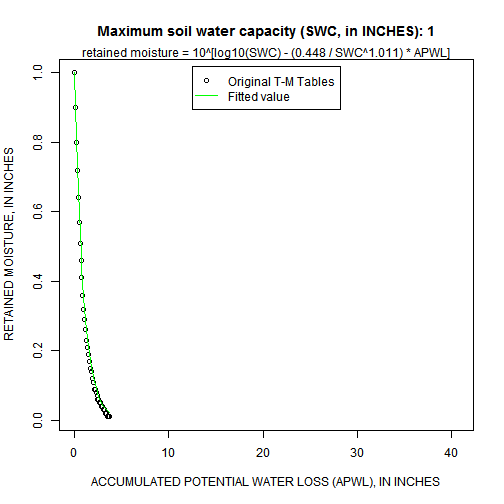 Maximum soil water capacity (SWC, in INCHES): 1
retained moisture = 10^[log10(SWC) - (0.448 / SWC^1.011) * APWL]
Original T-M Tables
Fitted value
RETAINED MOISTURE, IN INCHES
1.0
0.8
0.6
0.4
0.2
0.0
0 10 20 30 40
ACCUMULATED POTENTIAL WATER LOSS (APWL), IN INCHES